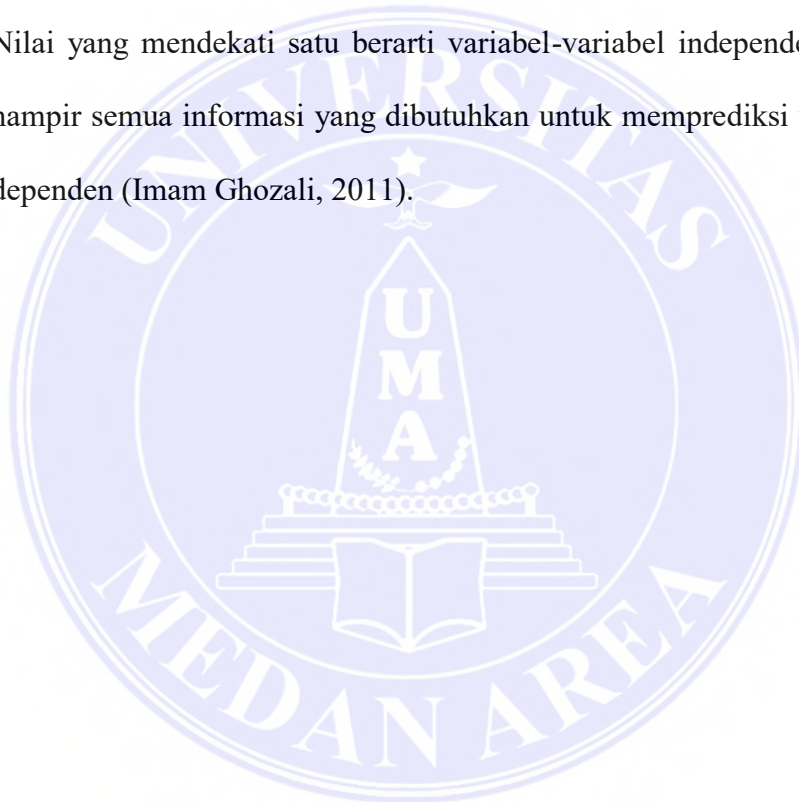 Nilai yang mendekati satu berarti variabel-variabel
hampir semua informasi yang dibutuhkan untuk memprediksi
dependen (Imam Ghozali, 2011).
UNIVERSITAS
UMA
MEDAN AREA